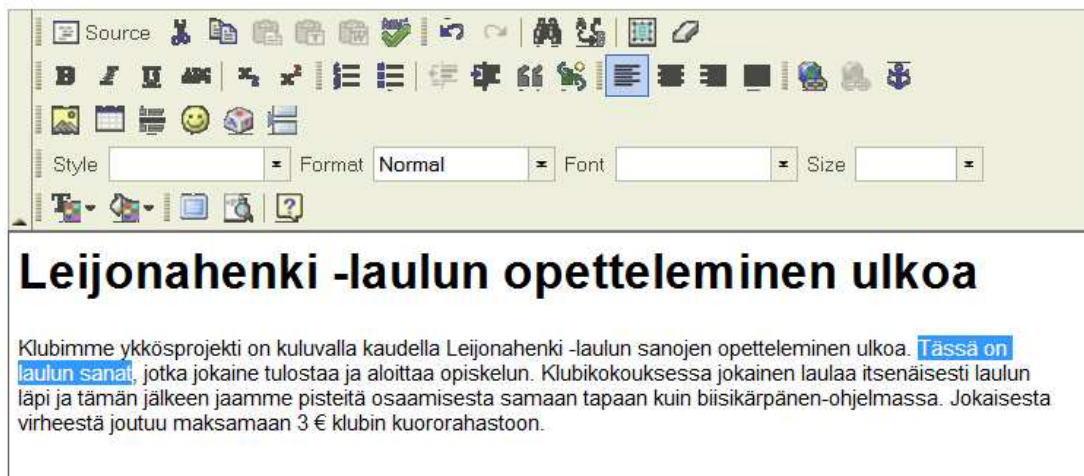 Source
Style Format Normal Font Size
Leijonahenki -laulun opetteleminen ulkoa
Klubimme ykkösprojekti on kuluvalla kaudella Leijonahenki -laulun sanojen opetteleminen ulkoa. Tässä on
laulun sanat, jotka jokaine tulostaa ja aloittaa opiskelun. Klubikokouksessa jokainen laulaa itsenäisesti laulun
läpi ja tämän jälkeen jaamme pisteitä osaamisesta samaan tapaan kuin biisikärpänen-ohjelmassa. Jokaisesta
virheestä joutuu maksamaan 3 € klubin kuororahastoon.